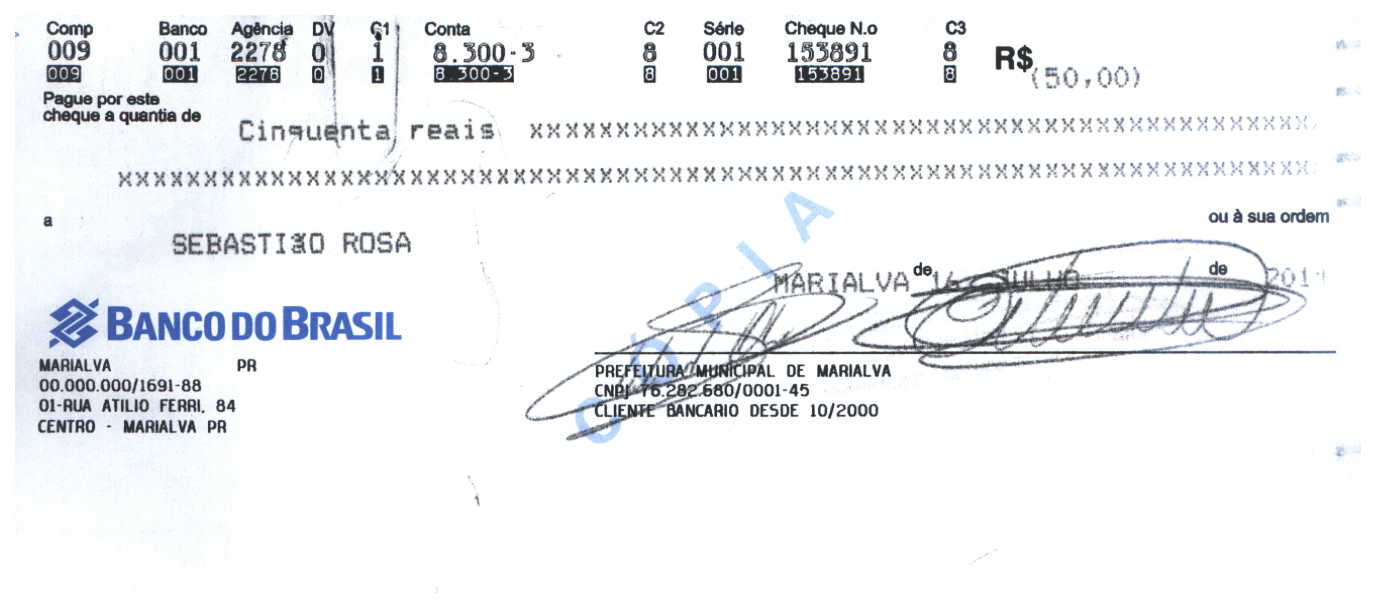 Comp Banco Agência DV C1 Conta C2 Série Cheque N.o C3
009 001 2278 0 1 8.300-3 8 001 153891 8 R$ (50,00)
009 001 2278 0 1 8.300-3 8 001 153891 8
Pague por este
cheque a quantia de
Cinquenta reais XXXXXXXXXXXXXXXXXXXXXXXXXXXXXXXXXXXXXXXXXXXXXX
XXXXXXXXXXXXXXXXXXXXXXXXXXXXXXXXXXXXXXXXXXXXXXXXXXXXXXXXXXXXXXXXXXXXXX
a SEBASTIÃO ROSA ou à sua ordem
MARIALVA de 16 JULHO de
CÓPIA
BANCO DO BRASIL
MARIALVA PR
00.000.000/1691-88
01-RUA ATILIO FERRI, 84
CENTRO - MARIALVA PR
PREFEITURA MUNICIPAL DE MARIALVA
CNPJ 76.282.680/0001-45
CLIENTE BANCARIO DESDE 10/2000